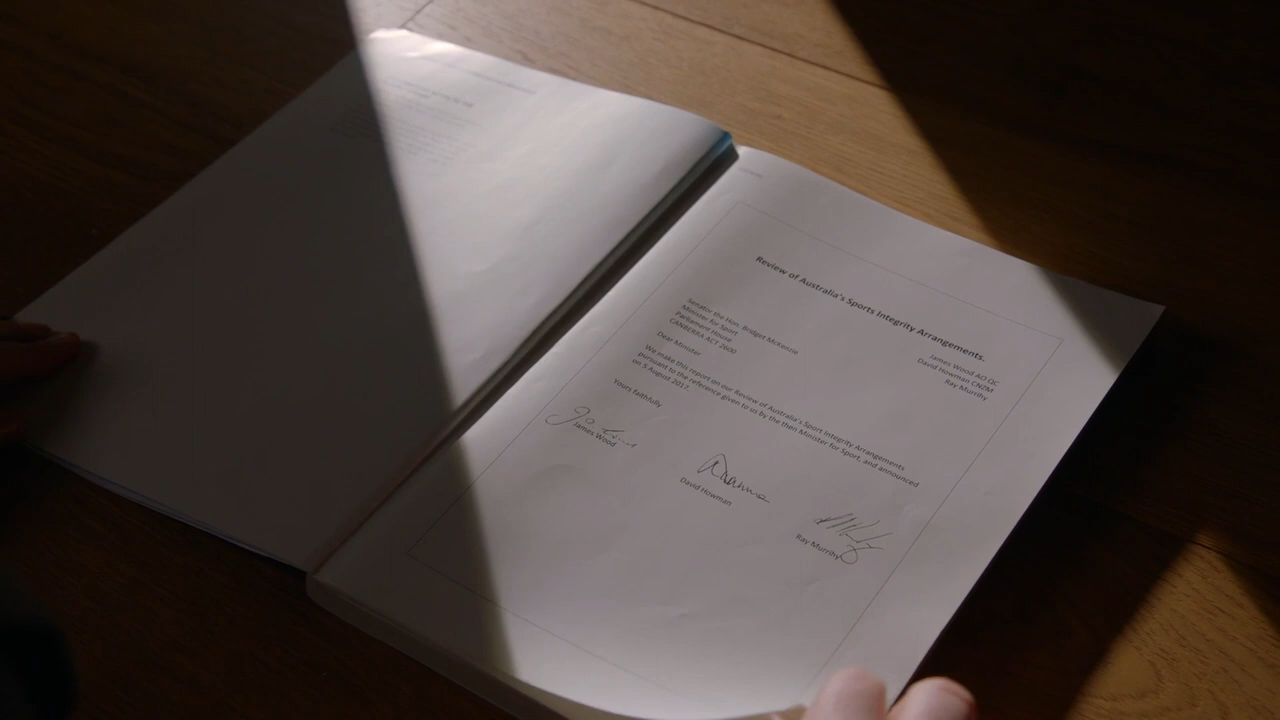 Review of Australia's Sports Integrity Arrangements.
James Wood AO QC
David Howman CNZM
Ray Murrihy
Senator the Hon. Bridget McKenzie
Minister for Sport
Parliament House
CANBERRA ACT 2600
Dear Minister
We make this report on our Review of Australia's Sport Integrity Arrangements
pursuant to the reference given to us by the then Minister for Sport, and announced
on 5 August 2017.
Yours faithfully
James Wood
David Howman
Ray Murrihy